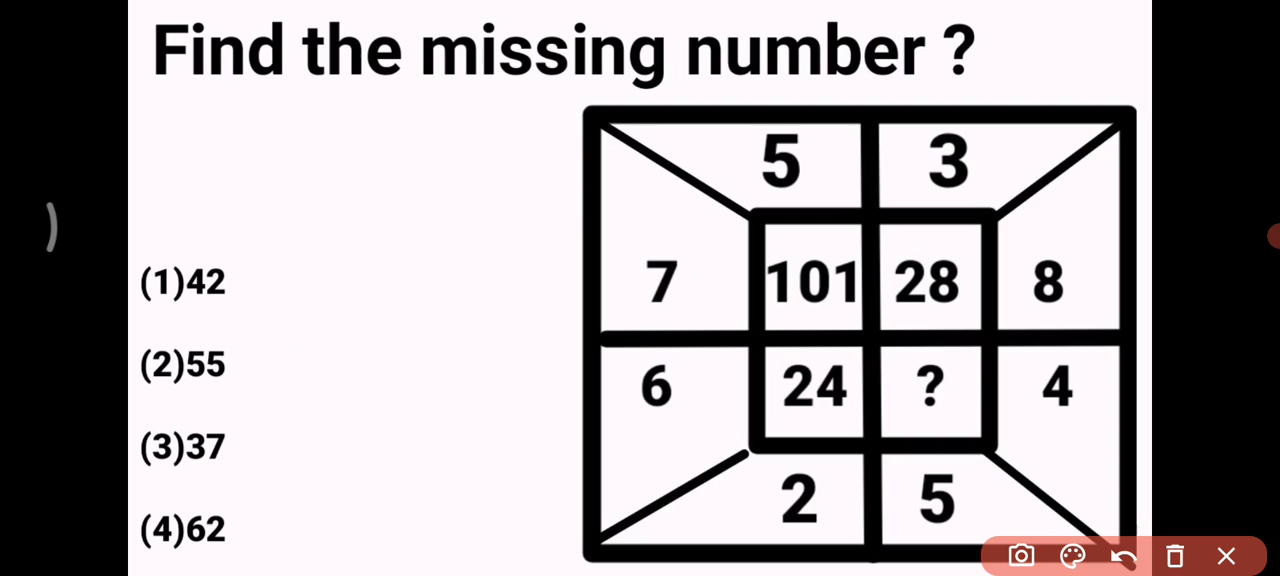 Find the missing number ?
5 3
(1)42
7 101 28 8
(2)55
6 24 ? 4
(3)37
2 5
(4)62